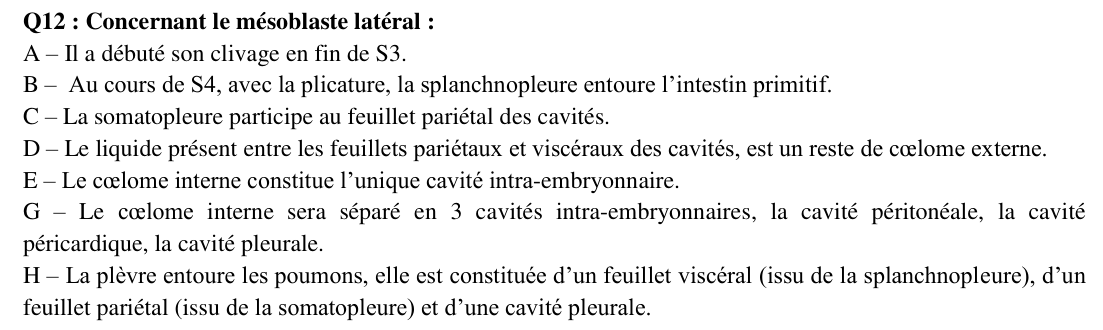 Q12 : Concernant le mésoblaste latéral :
A – Il a débuté son clivage en fin de S3.
B – Au cours de S4, avec la plicature, la splanchnopleure entoure l’intestin primitif.
C – La somatopleure participe au feuillet pariétal des cavités.
D – Le liquide présent entre les feuillets pariétaux et viscéraux des cavités, est un reste de cœlome externe.
E – Le cœlome interne constitue l’unique cavité intra-embryonnaire.
G – Le cœlome interne sera séparé en 3 cavités intra-embryonnaires, la cavité péritonéale, la cavité
péricardique, la cavité pleurale.
H – La plèvre entoure les poumons, elle est constituée d’un feuillet viscéral (issu de la splanchnopleure), d’un
feuillet pariétal (issu de la somatopleure) et d’une cavité pleurale.